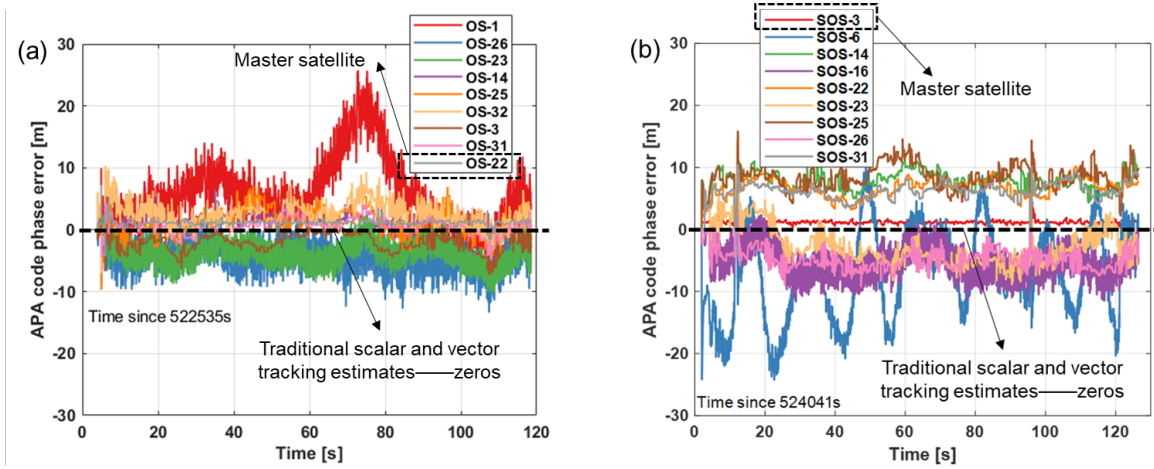 (a)
APA code phase error [m]
30
20
10
0
-10
-20
-30
0
20
40
60
80
100
120
Time [s]
OS-1
OS-26
OS-23
OS-14
OS-25
OS-32
OS-3
OS-31
OS-22
Master satellite
Time since 522535s
Traditional scalar and vector
tracking estimates——zeros
(b)
APA code phase error [m]
30
20
10
0
-10
-20
-30
0
20
40
60
80
100
120
Time [s]
SOS-3
SOS-6
SOS-14
SOS-16
SOS-22
SOS-23
SOS-25
SOS-26
SOS-31
Master satellite
Traditional scalar and vector
tracking estimates——zeros
Time since 524041s